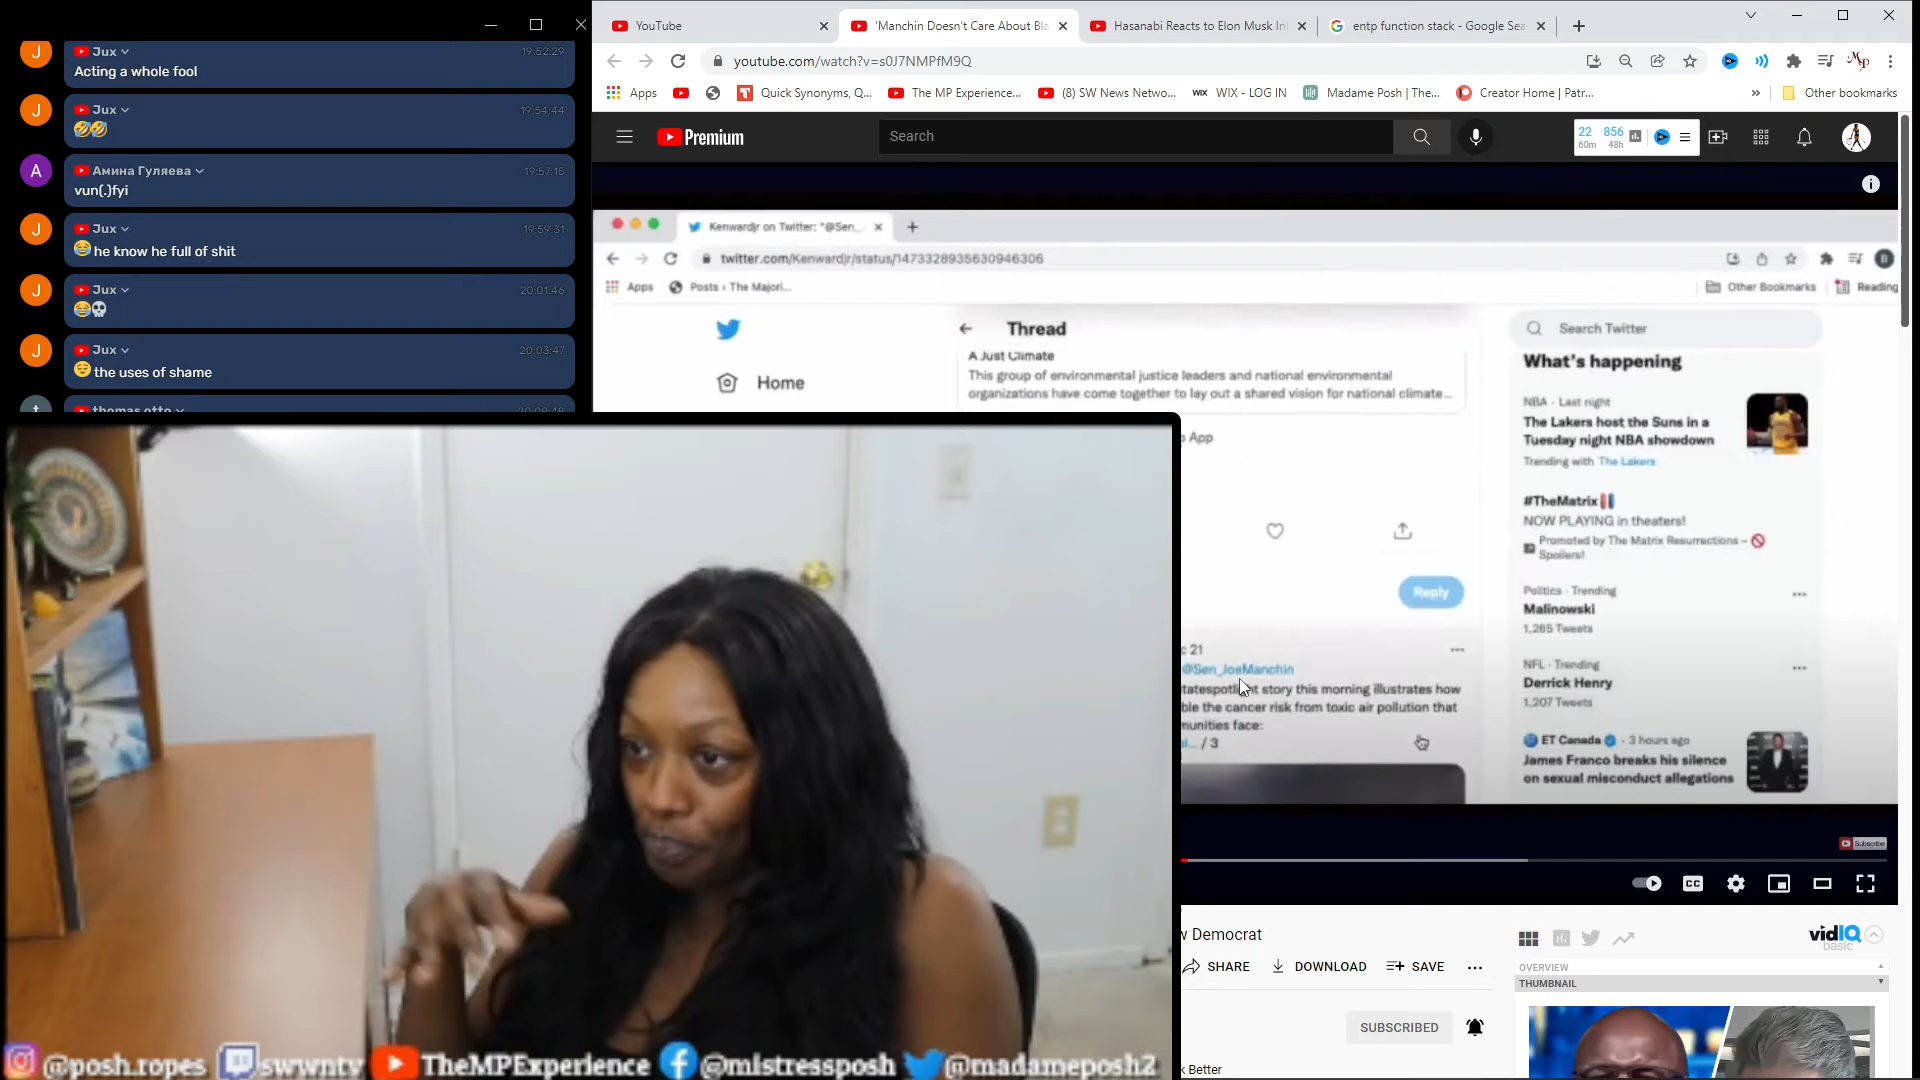 Jux
19:52:29
Acting a whole fool
Jux
19:54:44
Амина Гуляева
19:57:15
vun(.)fyi
Jux
19:59:31
he know he full of shit
Jux
20:01:46
Jux
20:03:47
the uses of shame
thomas otto
YouTube
'Manchin Doesn't Care About Bla
Hasanabi Reacts to Elon Musk In
entp function stack - Google Sea
youtube.com/watch?v=s0J7NMPfM9Q
Apps
Quick Synonyms, Q...
The MP Experience...
(8) SW News Netwo...
WIX - LOG IN
Madame Posh | The...
Creator Home | Patr...
Other bookmarks
Premium
Search
22 856
60m 48h
Kenwardjr on Twitter: "@Sen_
twitter.com/Kenwardjr/status/1473328935630946306
Apps
Posts ‹ The Majori...
Other Bookmarks
Reading
Home
Thread
A Just Climate
This group of environmental justice leaders and national environmental
organizations have come together to lay out a shared vision for national climate...
App
Reply
c 21
@Sen_JoeManchin
tatespotlight story this morning illustrates how
ble the cancer risk from toxic air pollution that
munities face:
/ 3
Search Twitter
What's happening
NBA · Last night
The Lakers host the Suns in a
Tuesday night NBA showdown
Trending with The Lakers
#TheMatrix
NOW PLAYING in theaters!
Promoted by The Matrix Resurrections –
Spoilers!
Politics · Trending
Malinowski
1,265 Tweets
NFL · Trending
Derrick Henry
1,207 Tweets
ET Canada · 3 hours ago
James Franco breaks his silence
on sexual misconduct allegations
Subscribe
CC
w Democrat
SHARE
DOWNLOAD
SAVE
SUBSCRIBED
k Better
vidIQ
basic
OVERVIEW
THUMBNAIL
@posh.ropes
swwntv
TheMPExperience
@mistressposh
@madameposh2